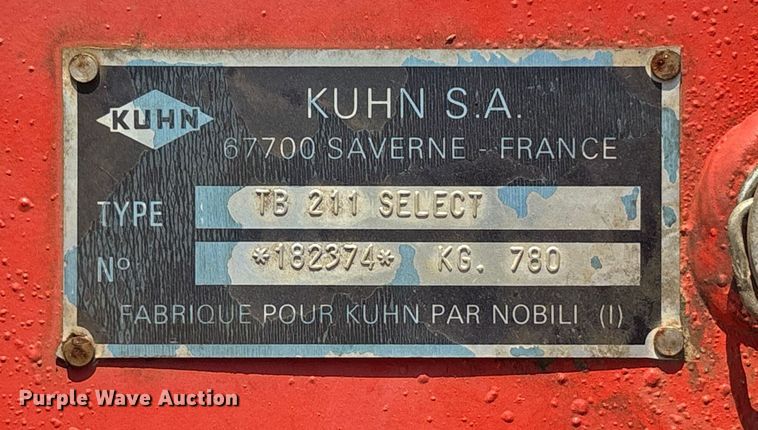 KUHN
KUHN S.A.
67700 SAVERNE - FRANCE
TYPE TB 211 SELECT
Nº *182374* KG. 780
FABRIQUE POUR KUHN PAR NOBILI (I)
Purple Wave Auction